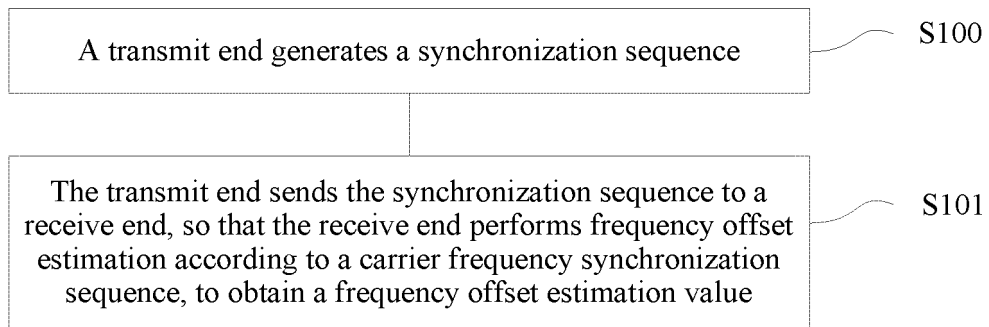 A transmit end generates a synchronization sequence
S100
The transmit end sends the synchronization sequence to a
receive end, so that the receive end performs frequency offset
estimation according to a carrier frequency synchronization
sequence, to obtain a frequency offset estimation value
S101